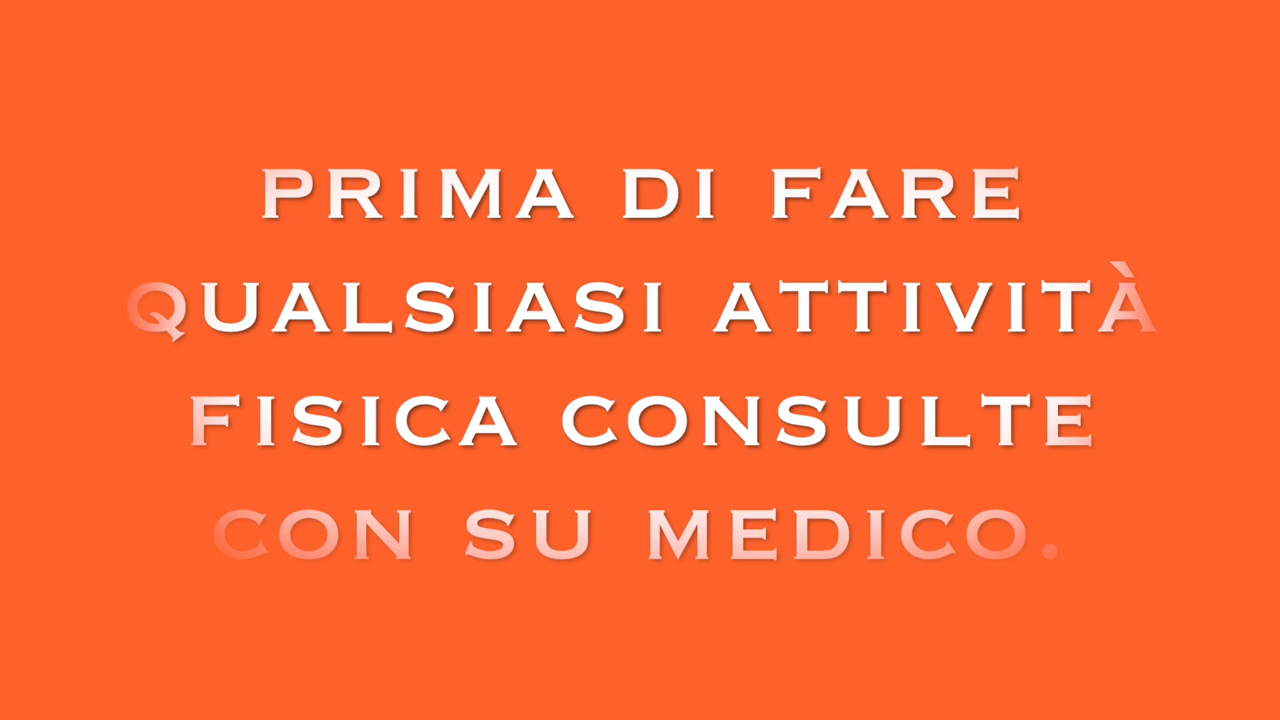 PRIMA DI FARE
QUALSIASI ATTIVITÀ
FISICA CONSULTE
CON SU MEDICO.